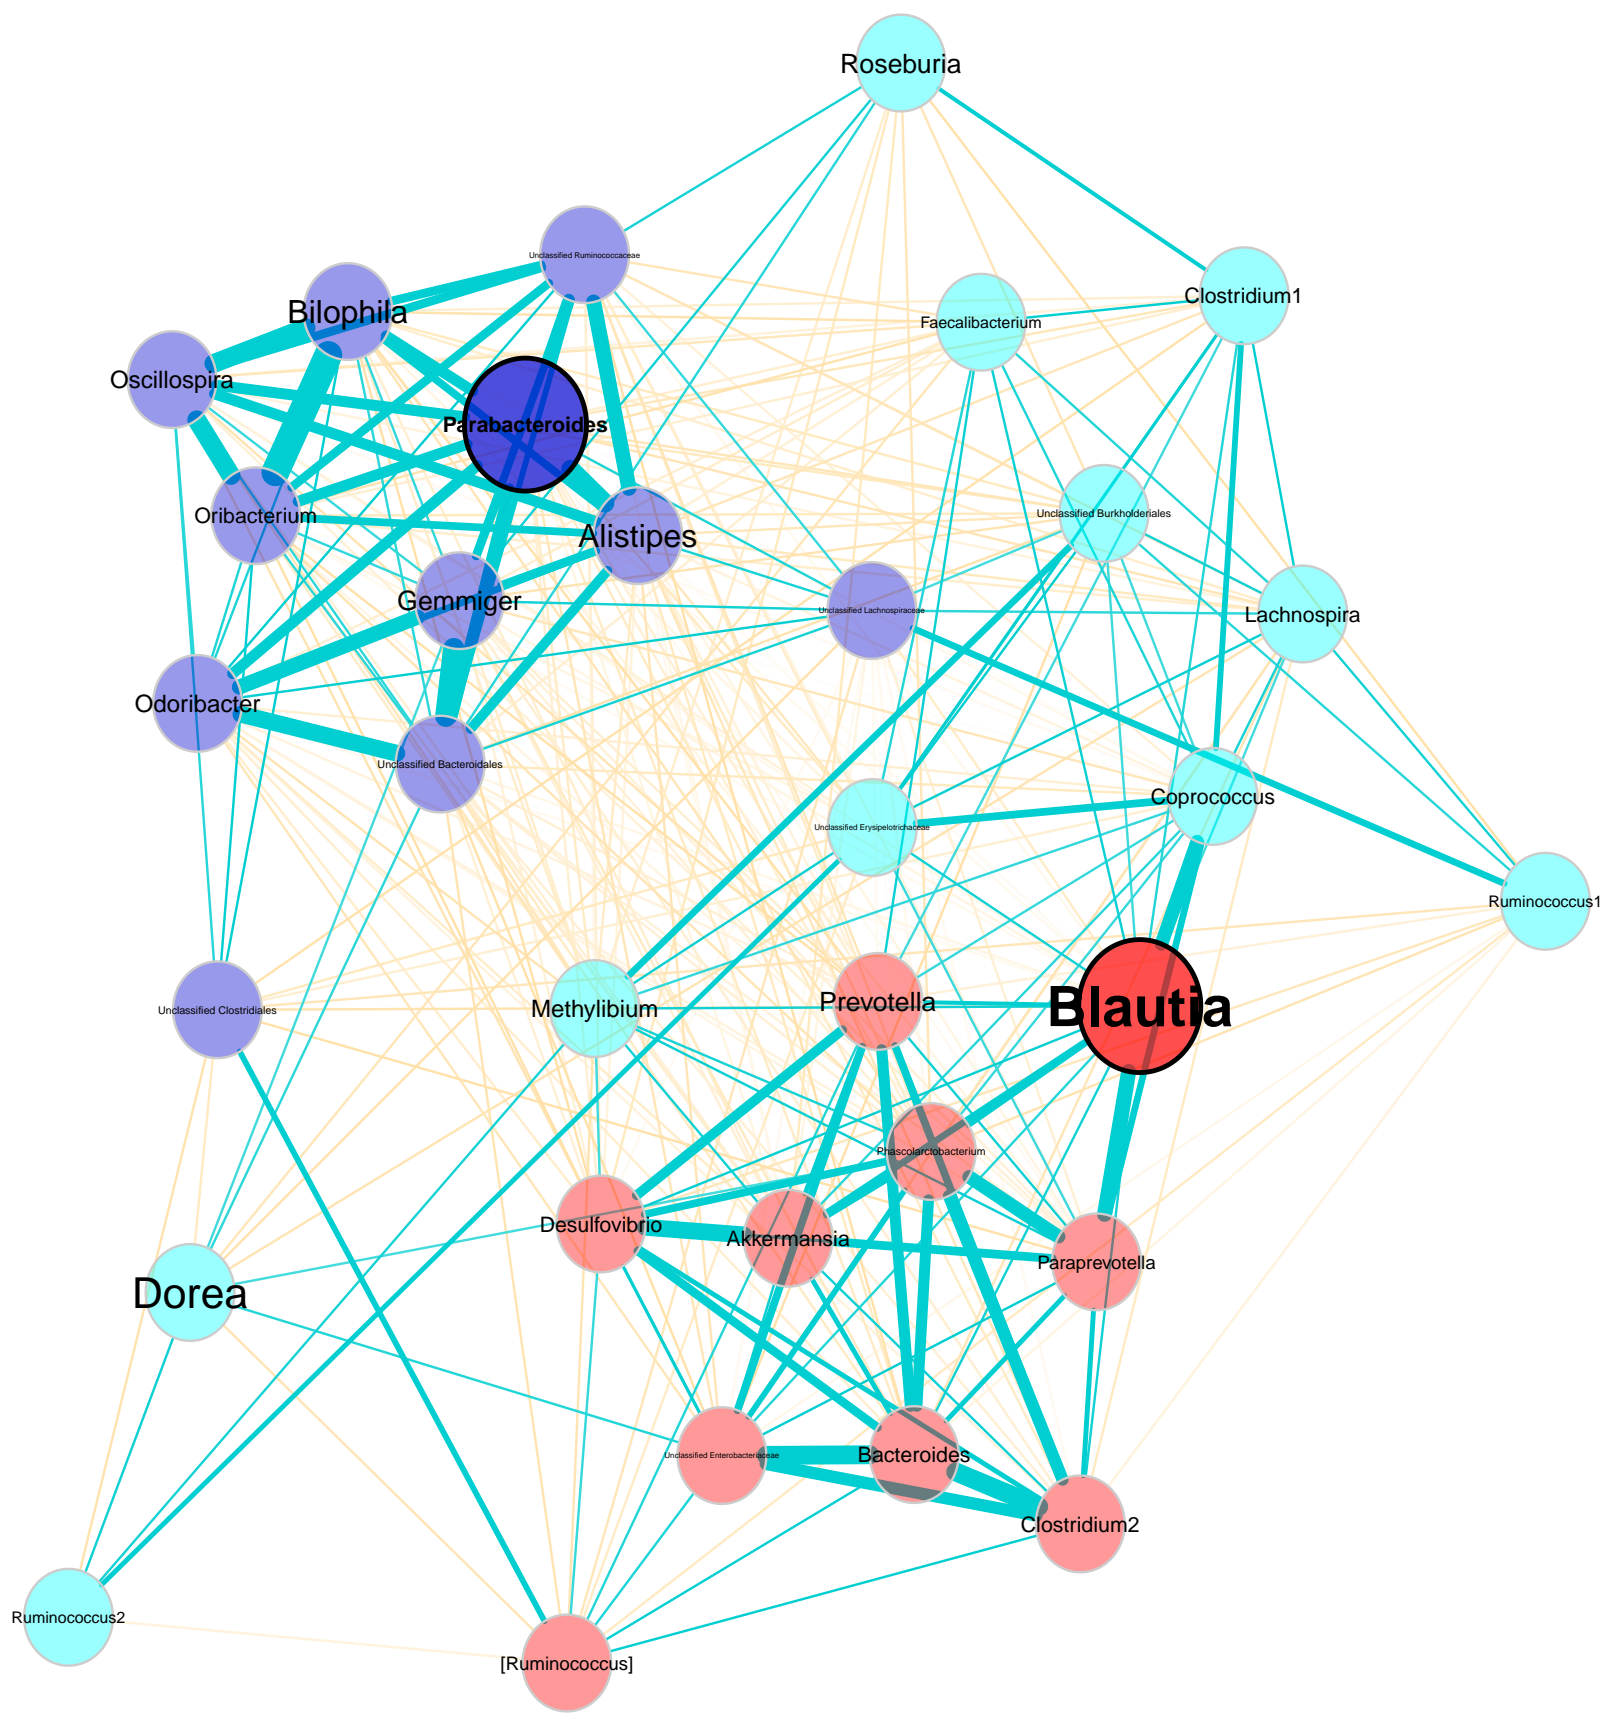 Roseburia
Unclassified Ruminococcaceae
Clostridium1
Bilophila
Faecalibacterium
Oscillospira
Parabacteroides
Oribacterium
Unclassified Burkholderiales
Alistipes
Gemmiger
Unclassified Lachnospiraceae
Lachnospira
Odoribacter
Unclassified Bacteroidales
Coprococcus
Unclassified Erysipelotrichaceae
Ruminococcus1
Unclassified Clostridiales
Methylibium
Prevotella
Blautia
Phascolarctobacterium
Desulfovibrio
Akkermansia
Paraprevotella
Dorea
Unclassified Enterobacteriaceae
Bacteroides
Clostridium2
Ruminococcus2
[Ruminococcus]